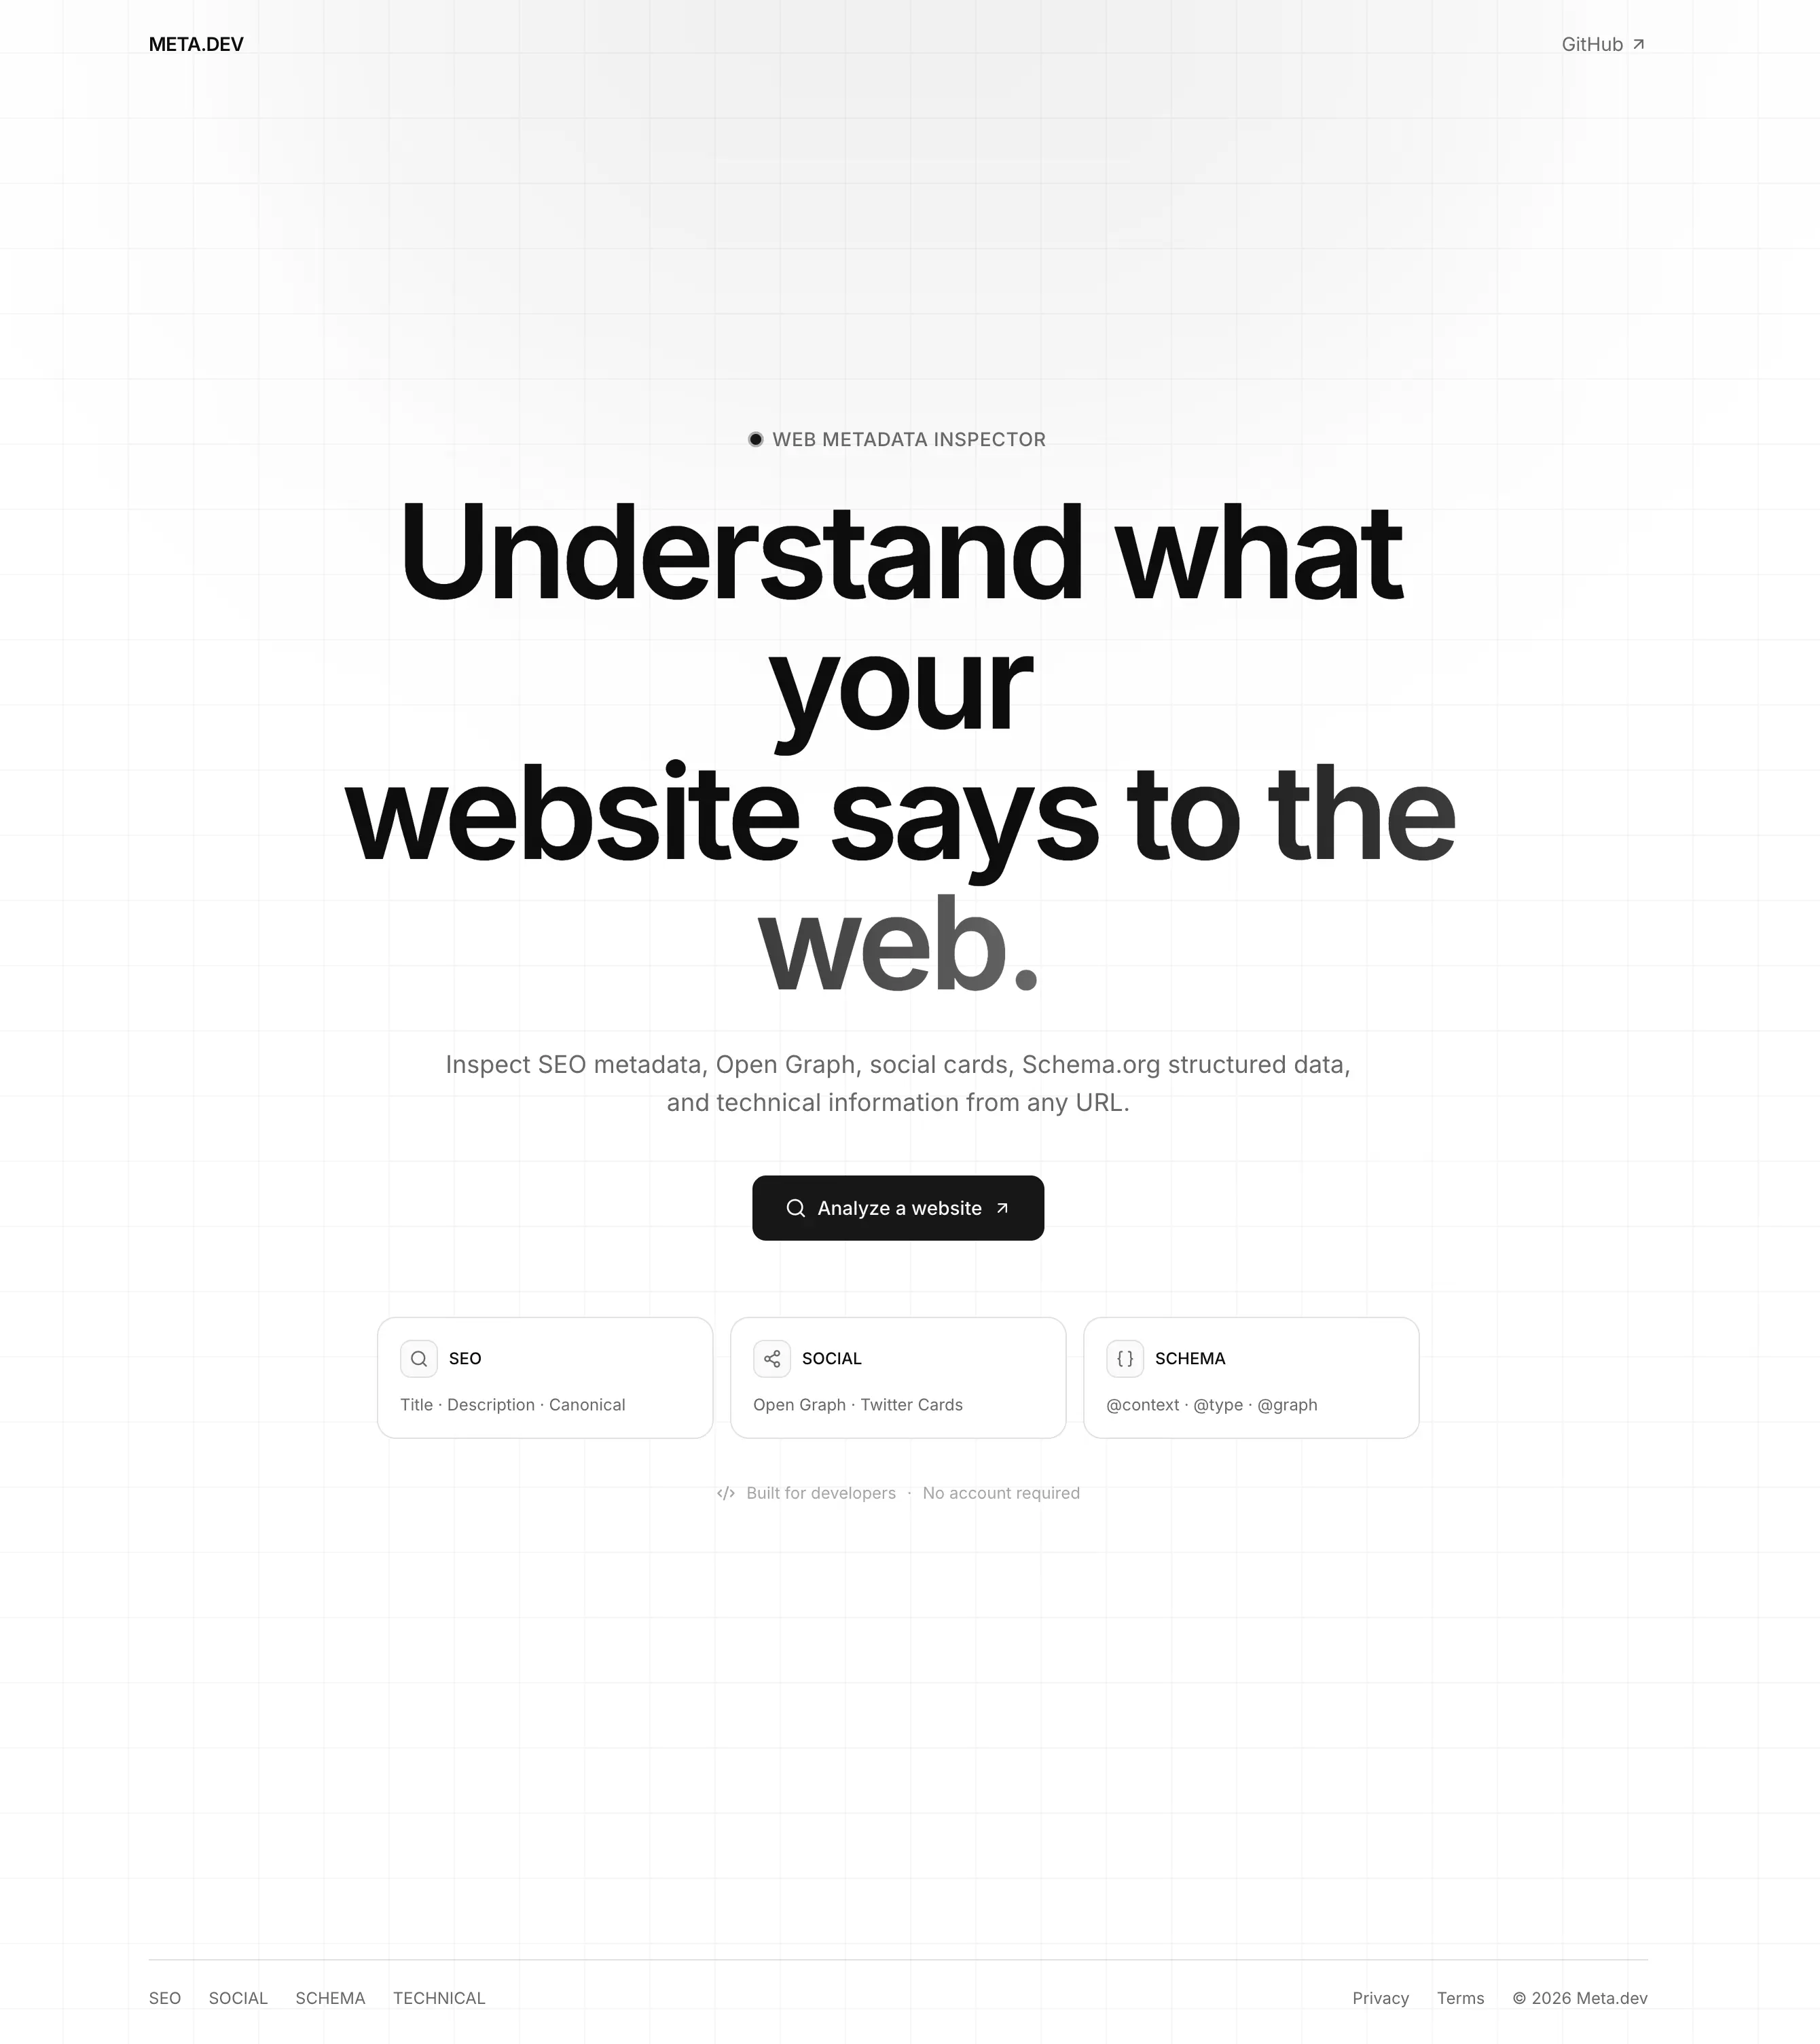 META.DEV
GitHub
WEB METADATA INSPECTOR
Understand what
your
website says to the
web.
Inspect SEO metadata, Open Graph, social cards, Schema.org structured data,
and technical information from any URL.
Analyze a website
SEO
Title · Description · Canonical
SOCIAL
Open Graph · Twitter Cards
{ } SCHEMA
@context · @type · @graph
</> Built for developers · No account required
SEO SOCIAL SCHEMA TECHNICAL
Privacy Terms © 2026 Meta.dev